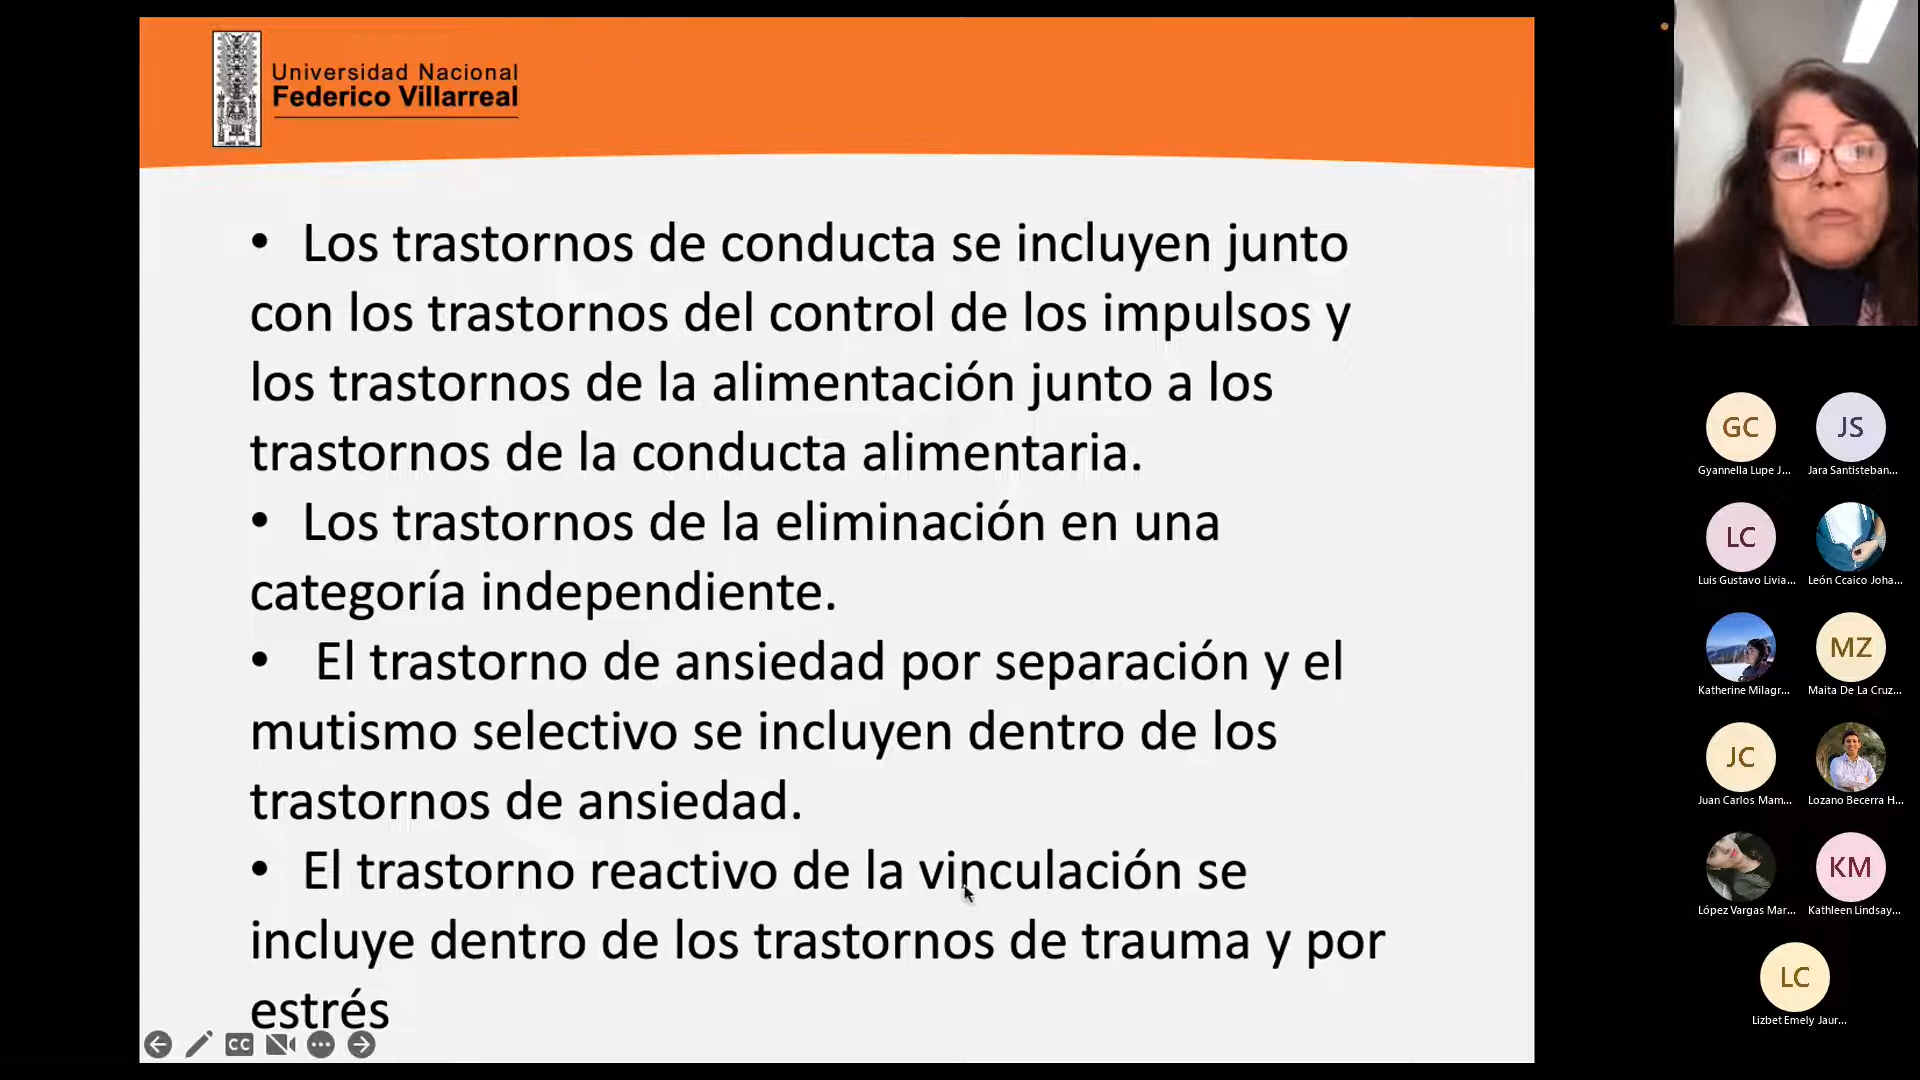 Universidad Nacional
Federico Villarreal
• Los trastornos de conducta se incluyen junto
con los trastornos del control de los impulsos y
los trastornos de la alimentación junto a los
trastornos de la conducta alimentaria.
• Los trastornos de la eliminación en una
categoría independiente.
• El trastorno de ansiedad por separación y el
mutismo selectivo se incluyen dentro de los
trastornos de ansiedad.
• El trastorno reactivo de la vinculación se
incluye dentro de los trastornos de trauma y por
estrés
CC
GC
JS
Gyannella Lupe J...
Jara Santisteban...
LC
Luis Gustavo Livia...
León Ccaico Joha...
MZ
Katherine Milagr...
Maita De La Cruz...
JC
Juan Carlos Mam...
Lozano Becerra H...
KM
López Vargas Mar...
Kathleen Lindsay...
LC
Lizbet Emely Jaur...